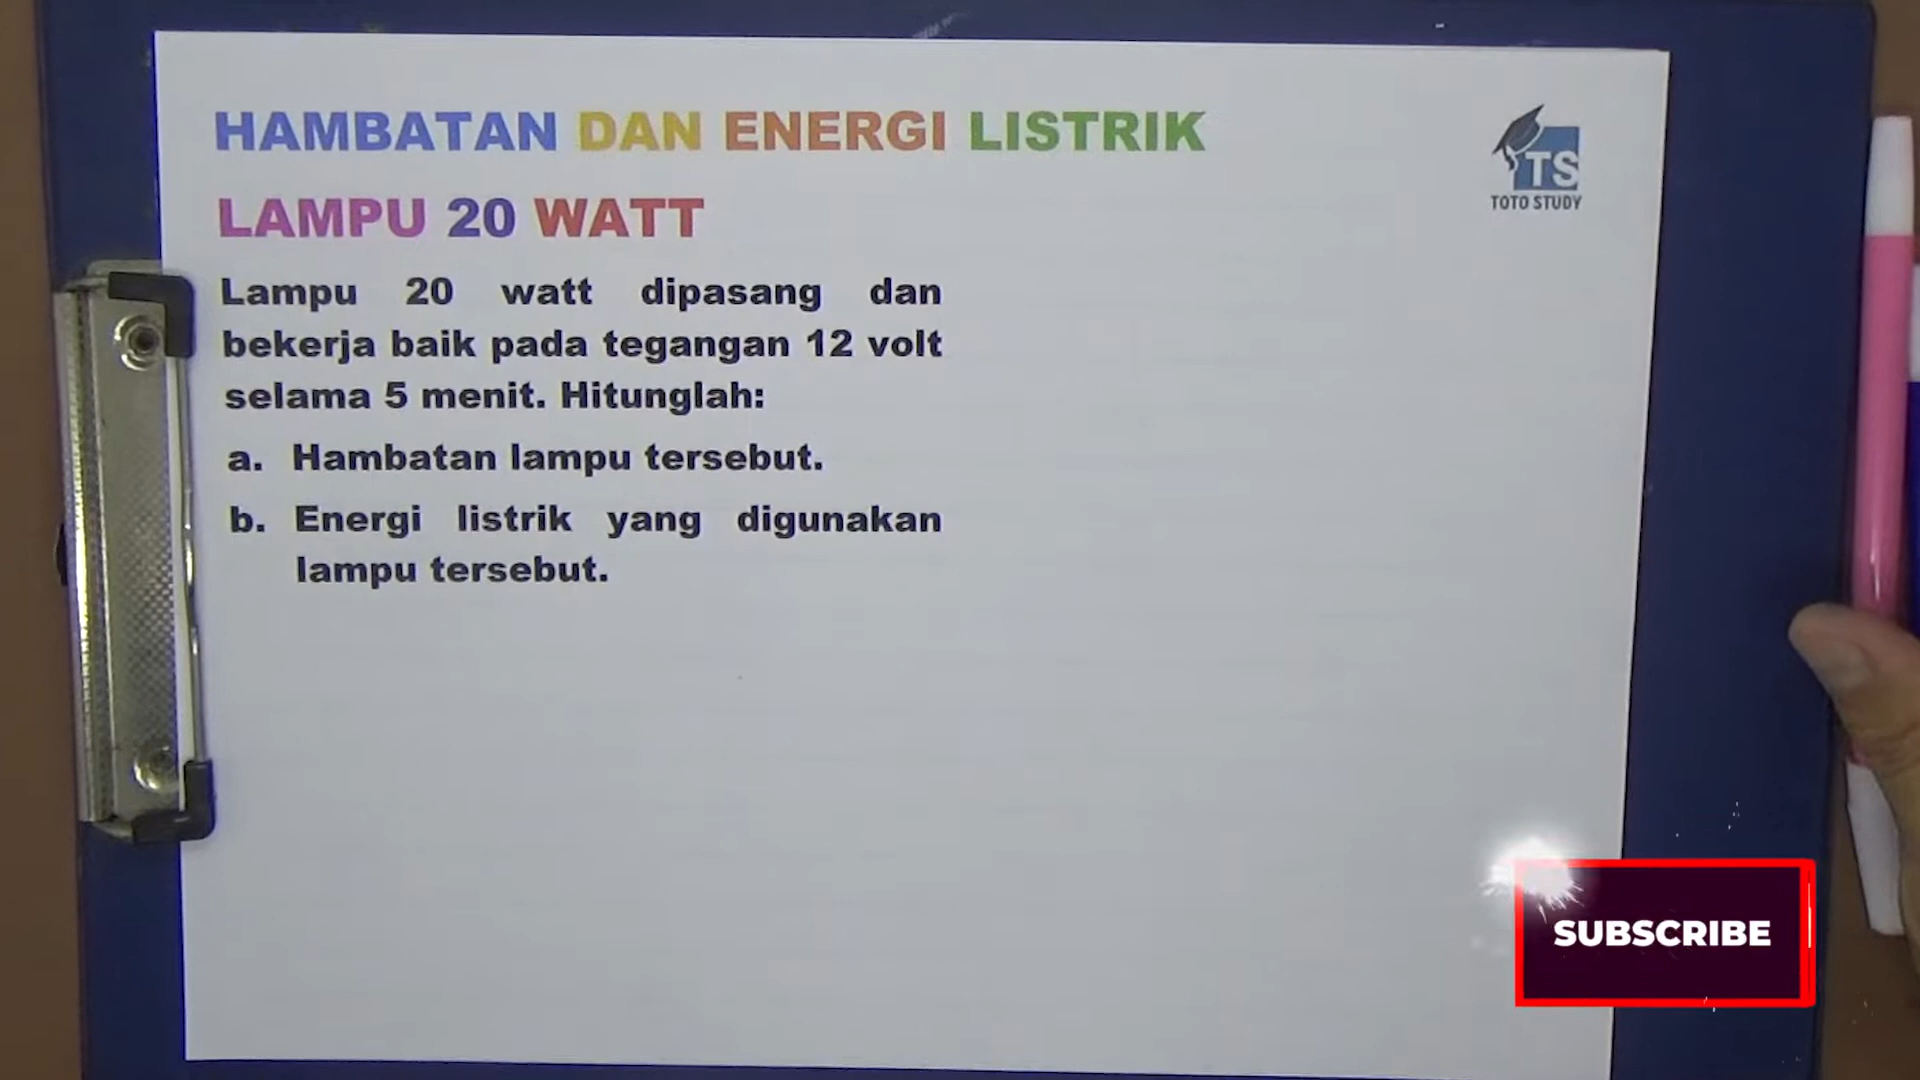 HAMBATAN DAN ENERGI LISTRIK
LAMPU 20 WATT
TS
TOTO STUDY
Lampu 20 watt dipasang dan
bekerja baik pada tegangan 12 volt
selama 5 menit. Hitunglah:
a. Hambatan lampu tersebut.
b. Energi listrik yang digunakan
lampu tersebut.
SUBSCRIBE